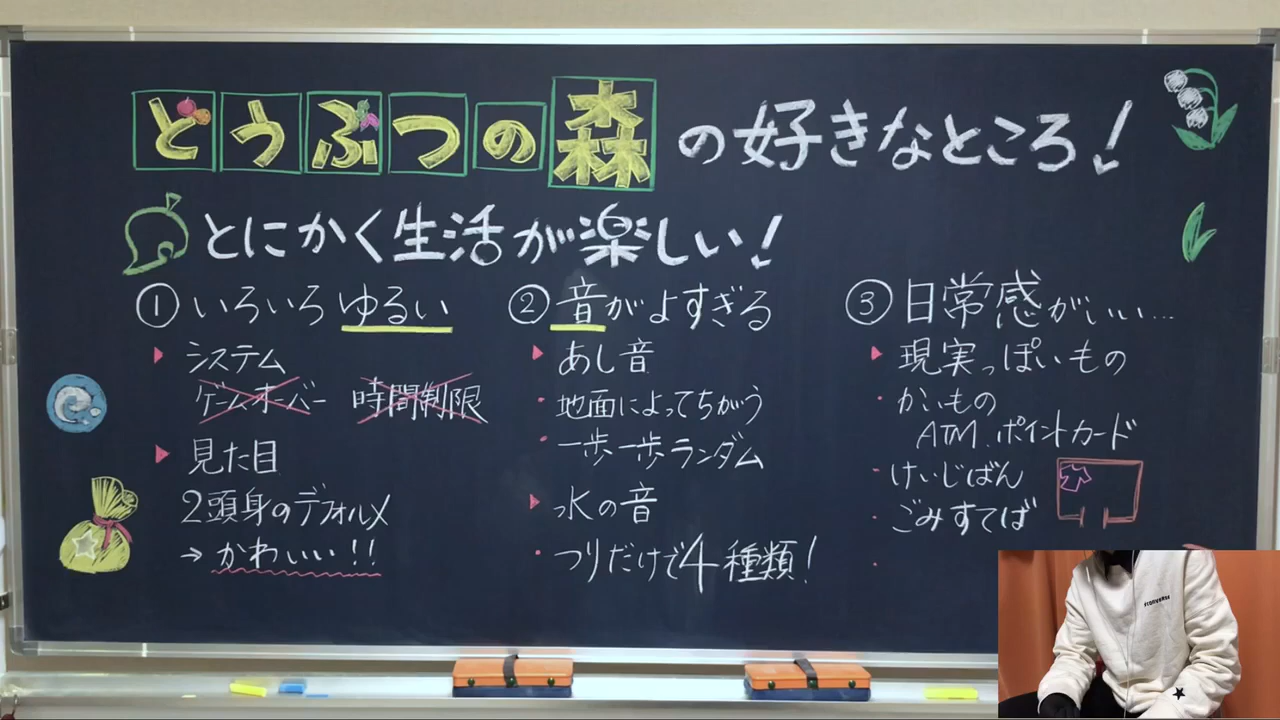 どうぶつの森の好きなところ!
とにかく生活が楽しい!
① いろいろゆるい
システム
ゲームオーバー 時間制限
見た目
2頭身のデフォルメ
→かわいい!!
② 音がよすぎる
あし音
・地面によってちがう
・一歩一歩ランダム
水の音
・つりだけで4種類!
③ 日常感がいい...
現実っぽいもの
・かいもの
ATM、ポイントカード
・けいじばん
・ごみすてば
converse